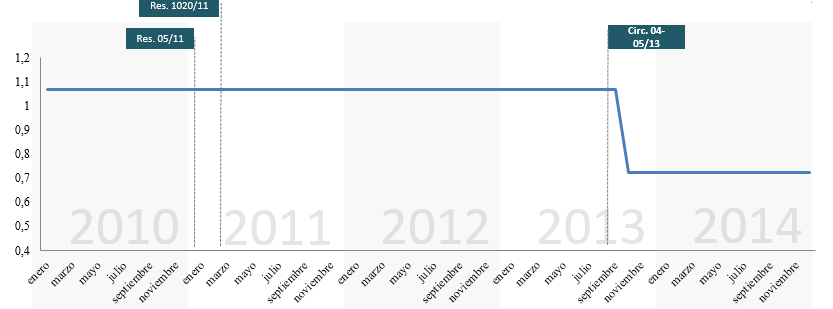 Res. 1020/11
Res. 05/11
Circ. 04-
05/13
1,2
1,1
1
0,9
0,8
0,7
0,6
0,5
0,4
2010
2011
2012
2013
2014
enero
marzo
mayo
julio
septiembre
noviembre
enero
marzo
mayo
julio
septiembre
noviembre
enero
marzo
mayo
julio
septiembre
noviembre
enero
marzo
mayo
julio
septiembre
noviembre
enero
marzo
mayo
julio
septiembre
noviembre